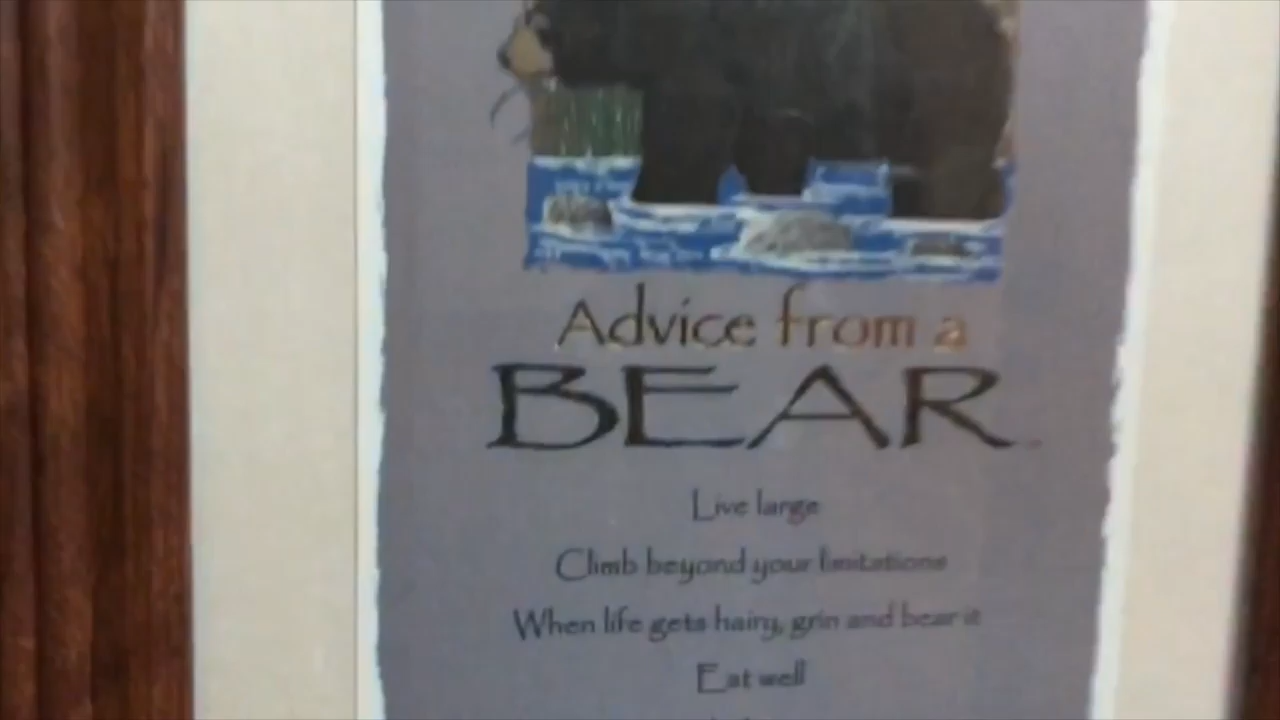 Advice from a
BEAR
Live large
Climb beyond your limitations
When life gets hairy, grin and bear it
Eat well